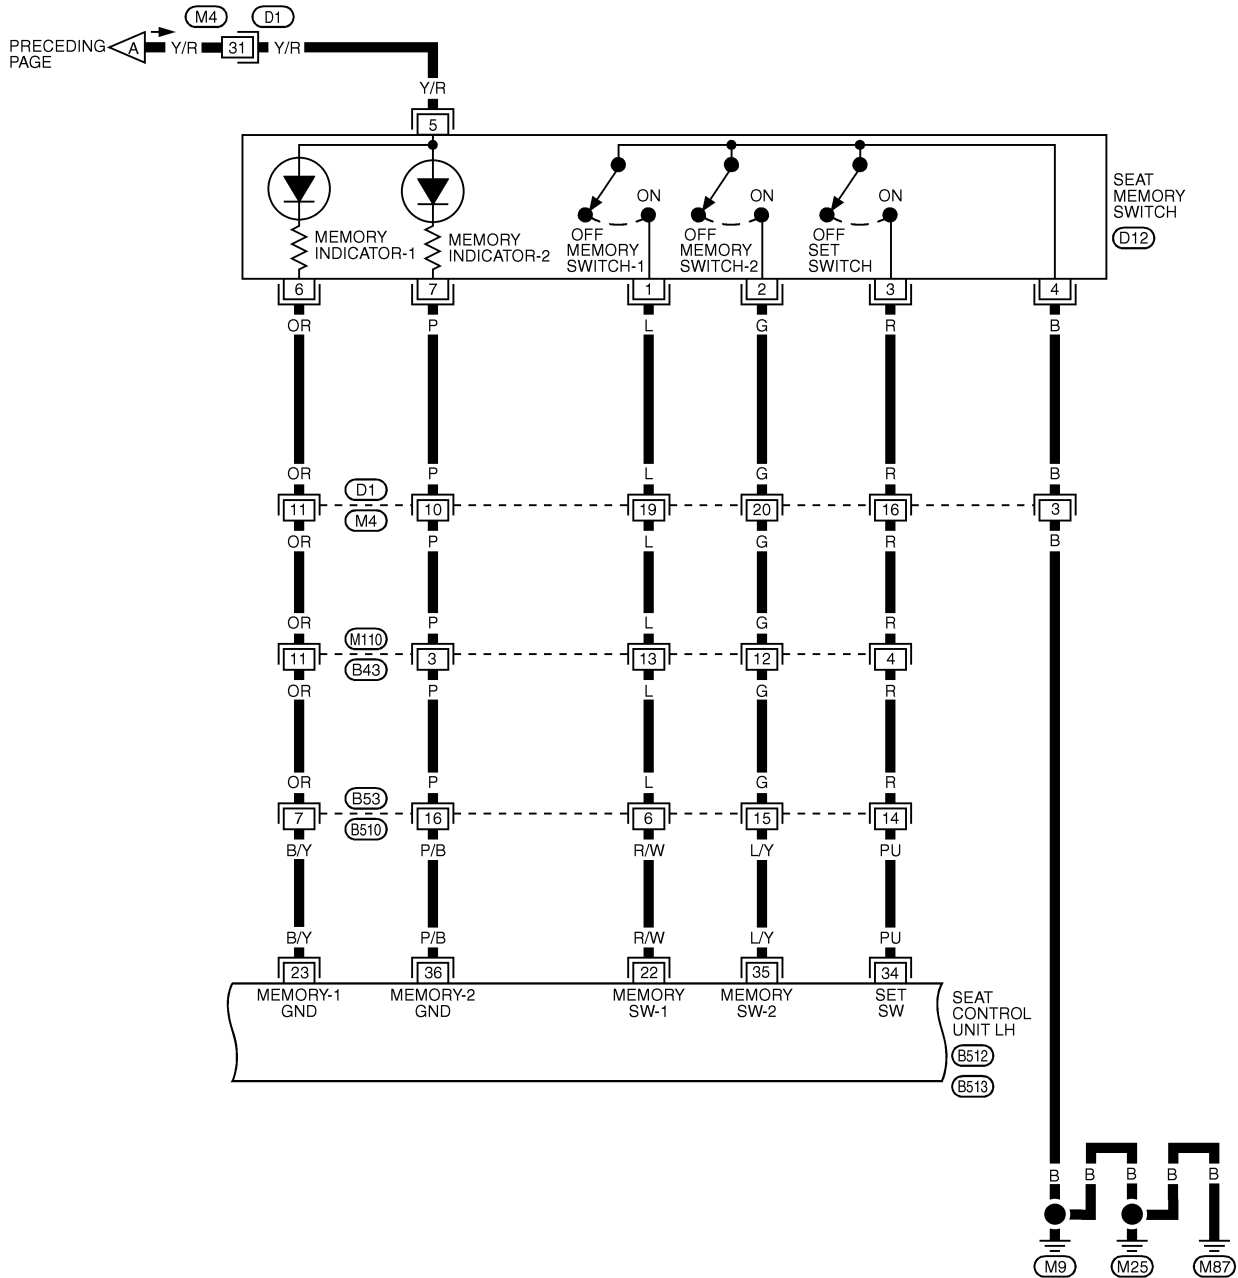 M4 D1
PRECEDING
PAGE
A Y/R 31 Y/R
Y/R
5
SEAT
MEMORY
SWITCH
D12
ON ON ON
OFF OFF OFF
MEMORY
INDICATOR-1
MEMORY
INDICATOR-2
MEMORY
SWITCH-1
MEMORY
SWITCH-2
SET
SWITCH
6 7 1 2 3 4
OR P L G R B
OR P L G R B
D1
11 10 19 20 16 3
M4
OR P L G R B
OR P L G R
M110
11 3 13 12 4
B43
OR P L G R
OR P L G R
B53
7 16 6 15 14
B510
B/Y P/B R/W L/Y PU
B/Y P/B R/W L/Y PU
23 36 22 35 34
MEMORY-1
GND
MEMORY-2
GND
MEMORY
SW-1
MEMORY
SW-2
SET
SW
SEAT
CONTROL
UNIT LH
B512
B513
B B B B B
M9 M25 M87